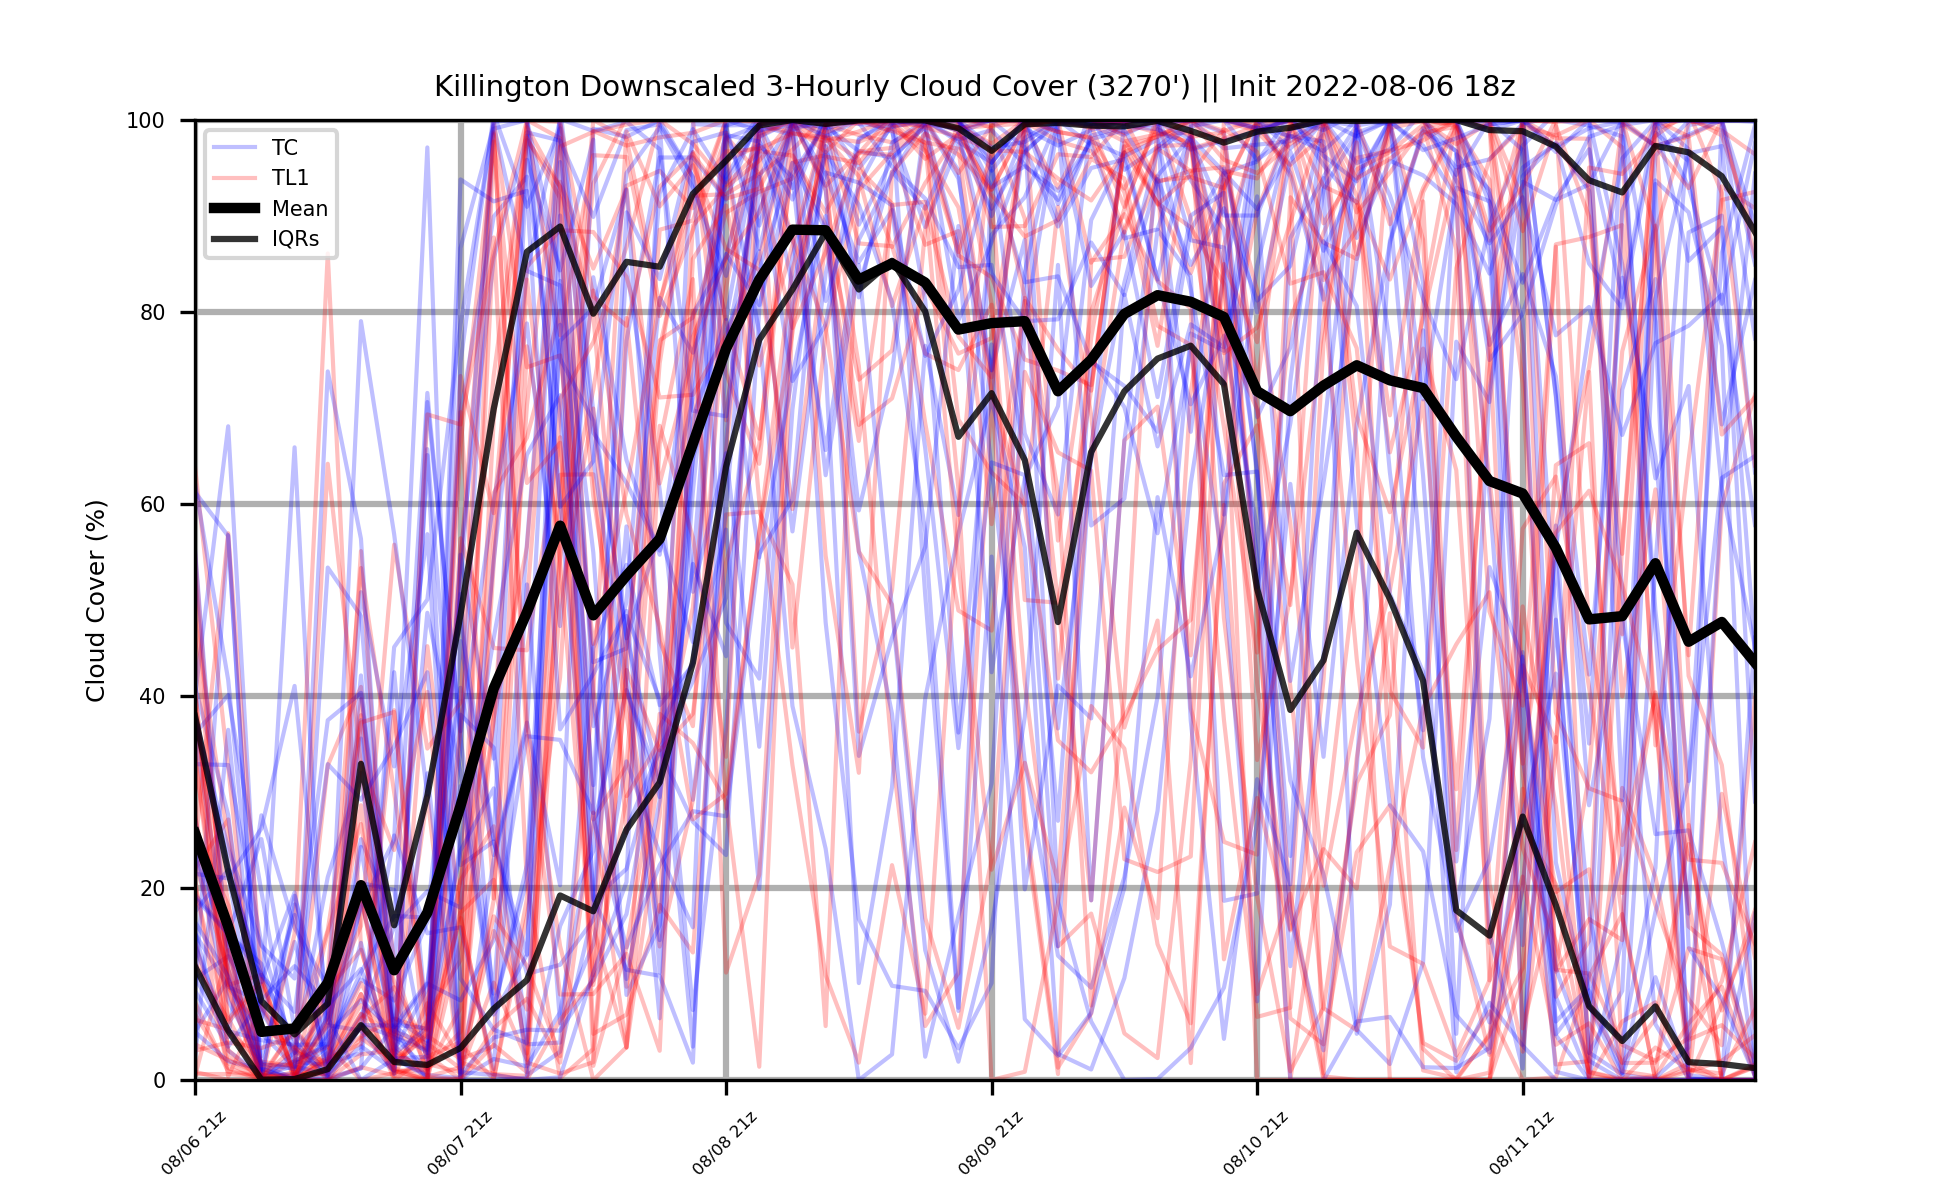 Killington Downscaled 3-Hourly Cloud Cover (3270') || Init 2022-08-06 18z
100
80
60
40
20
0
Cloud Cover (%)
TC
TL1
Mean
IQRs
08/06 21z
08/07 21z
08/08 21z
08/09 21z
08/10 21z
08/11 21z